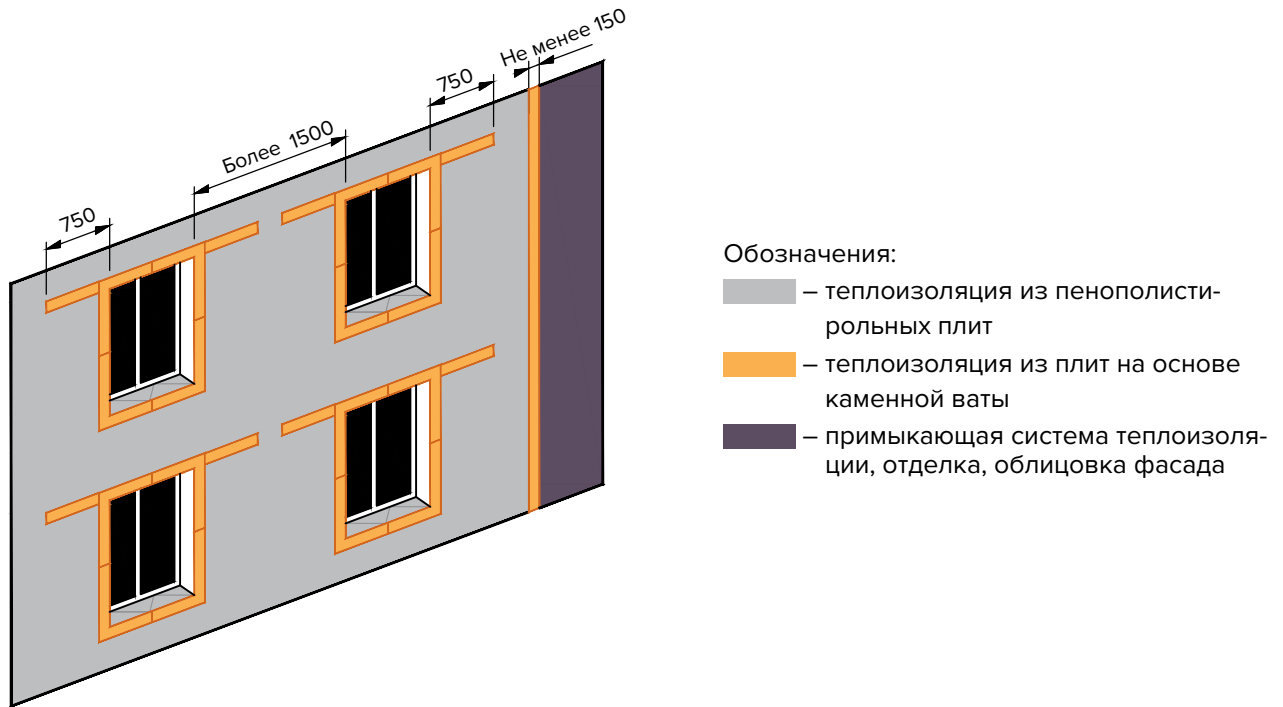 Не менее 150
750
Более 1500
750
Обозначения:
– теплоизоляция из пенополисти-
рольных плит
– теплоизоляция из плит на основе
каменной ваты
– примыкающая система теплоизоля-
ции, отделка, облицовка фасада